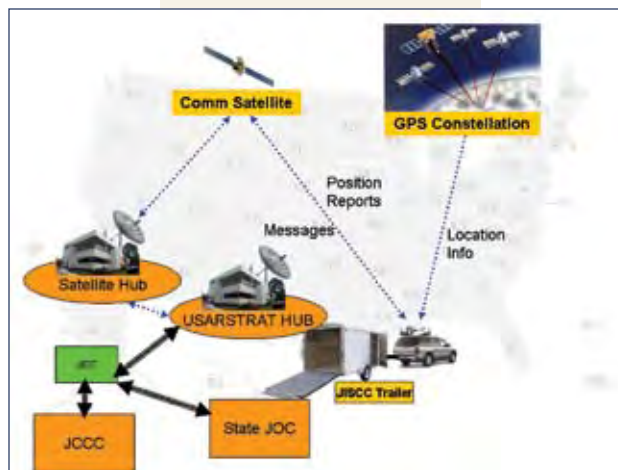 Comm Satellite
GPS Constellation
Position
Reports
Messages
Location
Info
Satellite Hub
USARSTRAT HUB
JISCC Trailer
JCCC
State JOC